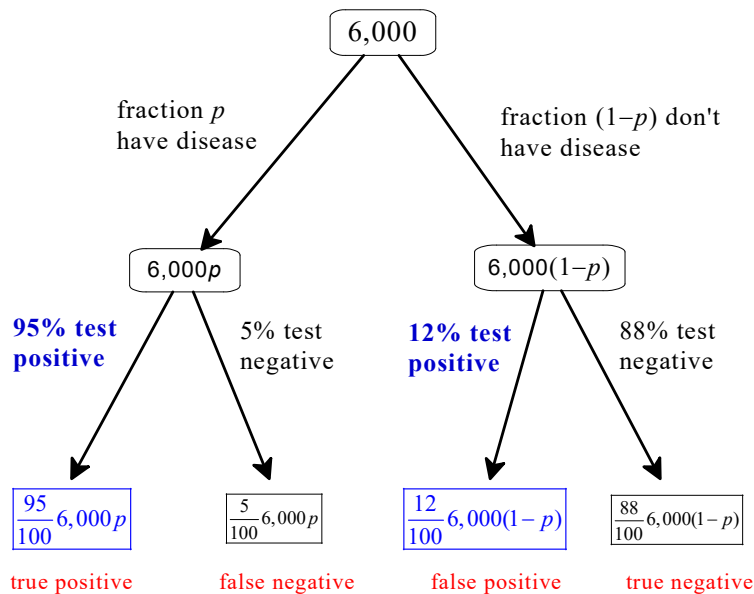 6,000
fraction p
have disease
fraction (1–p) don't
have disease
6,000p
6,000(1–p)
95% test
positive
5% test
negative
12% test
positive
88% test
negative
95/100 6,000p
5/100 6,000p
12/100 6,000(1 – p)
88/100 6,000(1 – p)
true positive
false negative
false positive
true negative